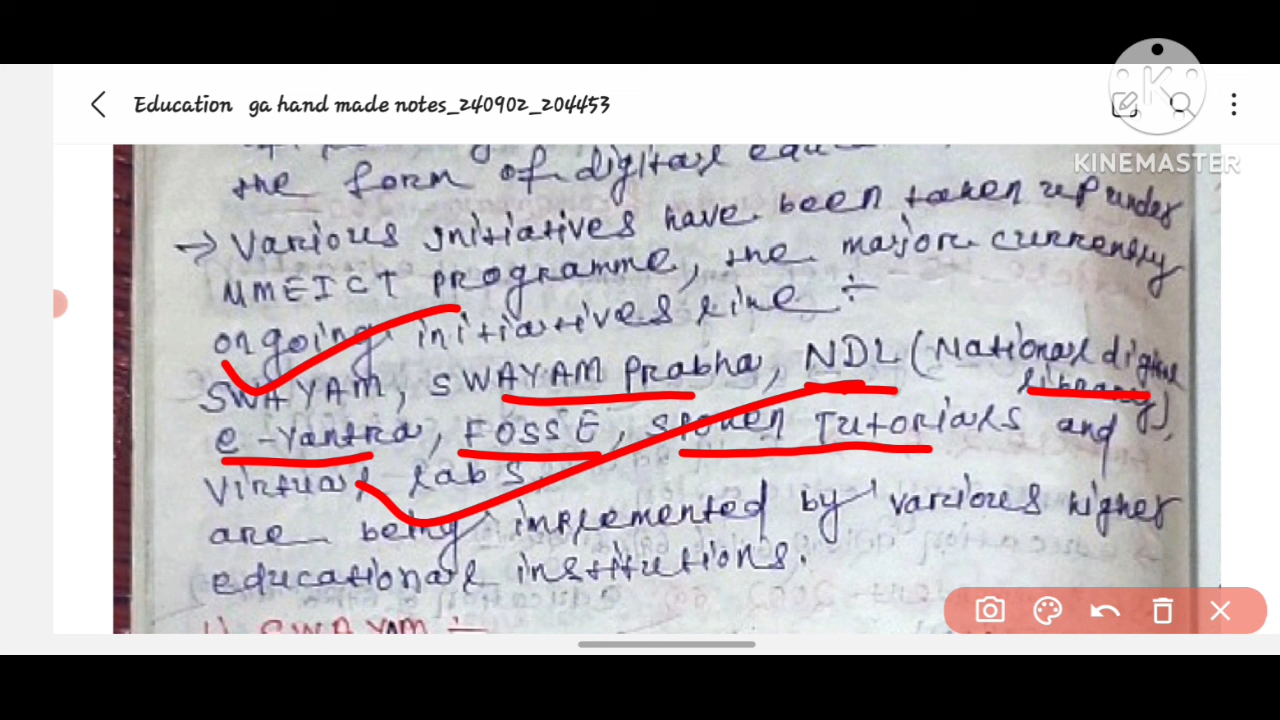 Education ga hand made notes_240902_204453
KINEMASTER
the form of digital
→ Various initiatives have been taken up under
NMEICT programme, the major currently
ongoing initiatives like ÷
SWAYAM, SWAYAM Prabha, NDL (National digital
library),
e-Yantra, FOSSE, Spoken Tutorials and
Virtual labs.
are being implemented by various higher
educational institutions.
1) SWAYAM ÷